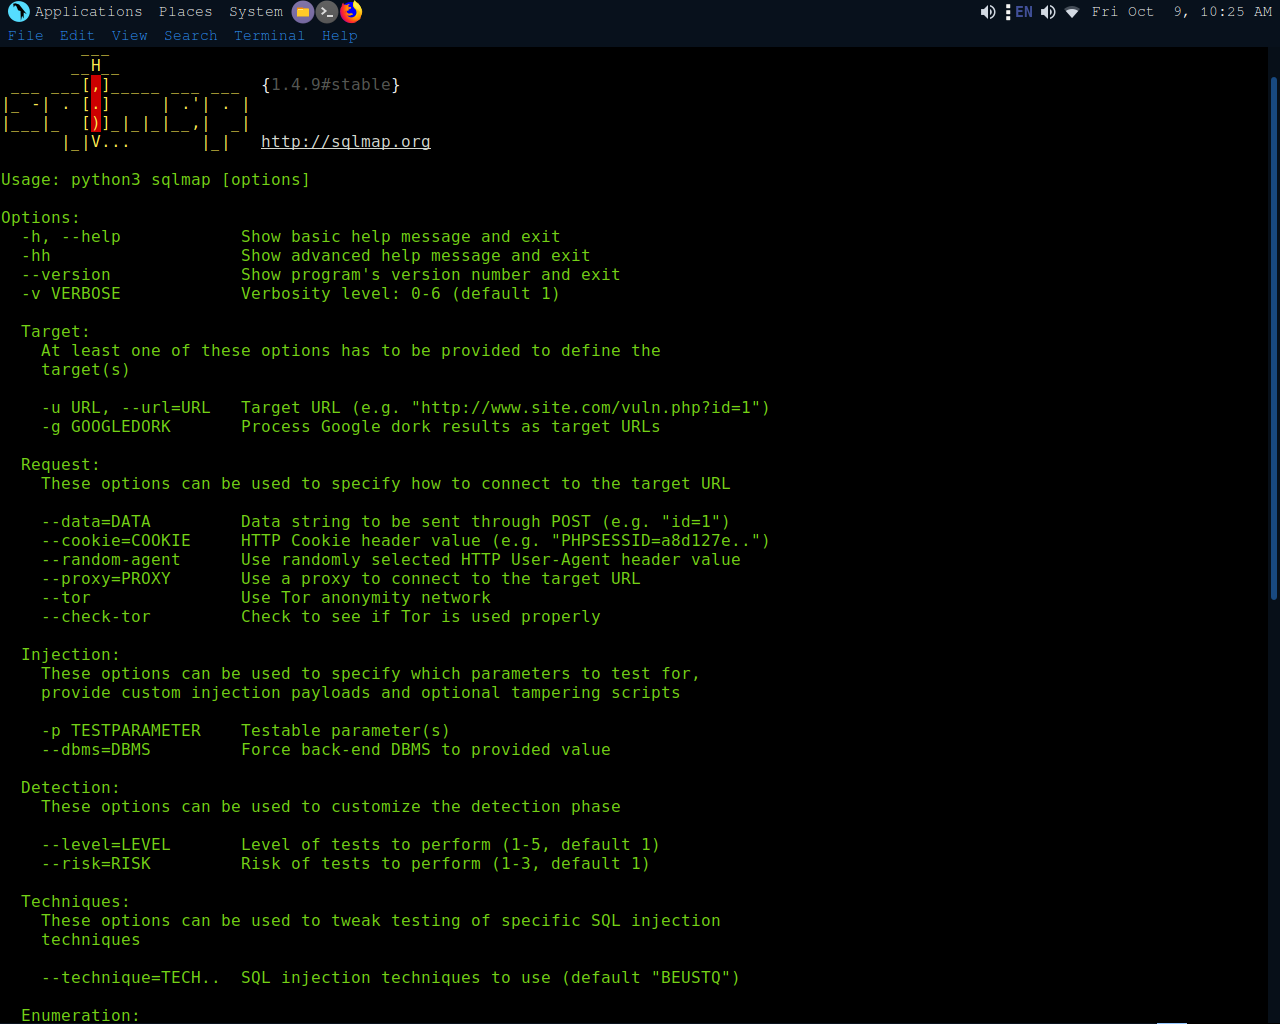 Applications Places System EN Fri Oct 9, 10:25 AM
File Edit View Search Terminal Help
        ___
       __H__
 ___ ___[,]_____ ___ ___  {1.4.9#stable}
|_ -| . [.]     | .'| . |
|___|_  [)]_|_|_|__,|  _|
      |_|V...       |_|   http://sqlmap.org
Usage: python3 sqlmap [options]
Options:
-h, --help Show basic help message and exit
-hh Show advanced help message and exit
--version Show program's version number and exit
-v VERBOSE Verbosity level: 0-6 (default 1)
Target:
At least one of these options has to be provided to define the
target(s)
-u URL, --url=URL Target URL (e.g. "http://www.site.com/vuln.php?id=1")
-g GOOGLEDORK Process Google dork results as target URLs
Request:
These options can be used to specify how to connect to the target URL
--data=DATA Data string to be sent through POST (e.g. "id=1")
--cookie=COOKIE HTTP Cookie header value (e.g. "PHPSESSID=a8d127e..")
--random-agent Use randomly selected HTTP User-Agent header value
--proxy=PROXY Use a proxy to connect to the target URL
--tor Use Tor anonymity network
--check-tor Check to see if Tor is used properly
Injection:
These options can be used to specify which parameters to test for,
provide custom injection payloads and optional tampering scripts
-p TESTPARAMETER Testable parameter(s)
--dbms=DBMS Force back-end DBMS to provided value
Detection:
These options can be used to customize the detection phase
--level=LEVEL Level of tests to perform (1-5, default 1)
--risk=RISK Risk of tests to perform (1-3, default 1)
Techniques:
These options can be used to tweak testing of specific SQL injection
techniques
--technique=TECH.. SQL injection techniques to use (default "BEUSTQ")
Enumeration: